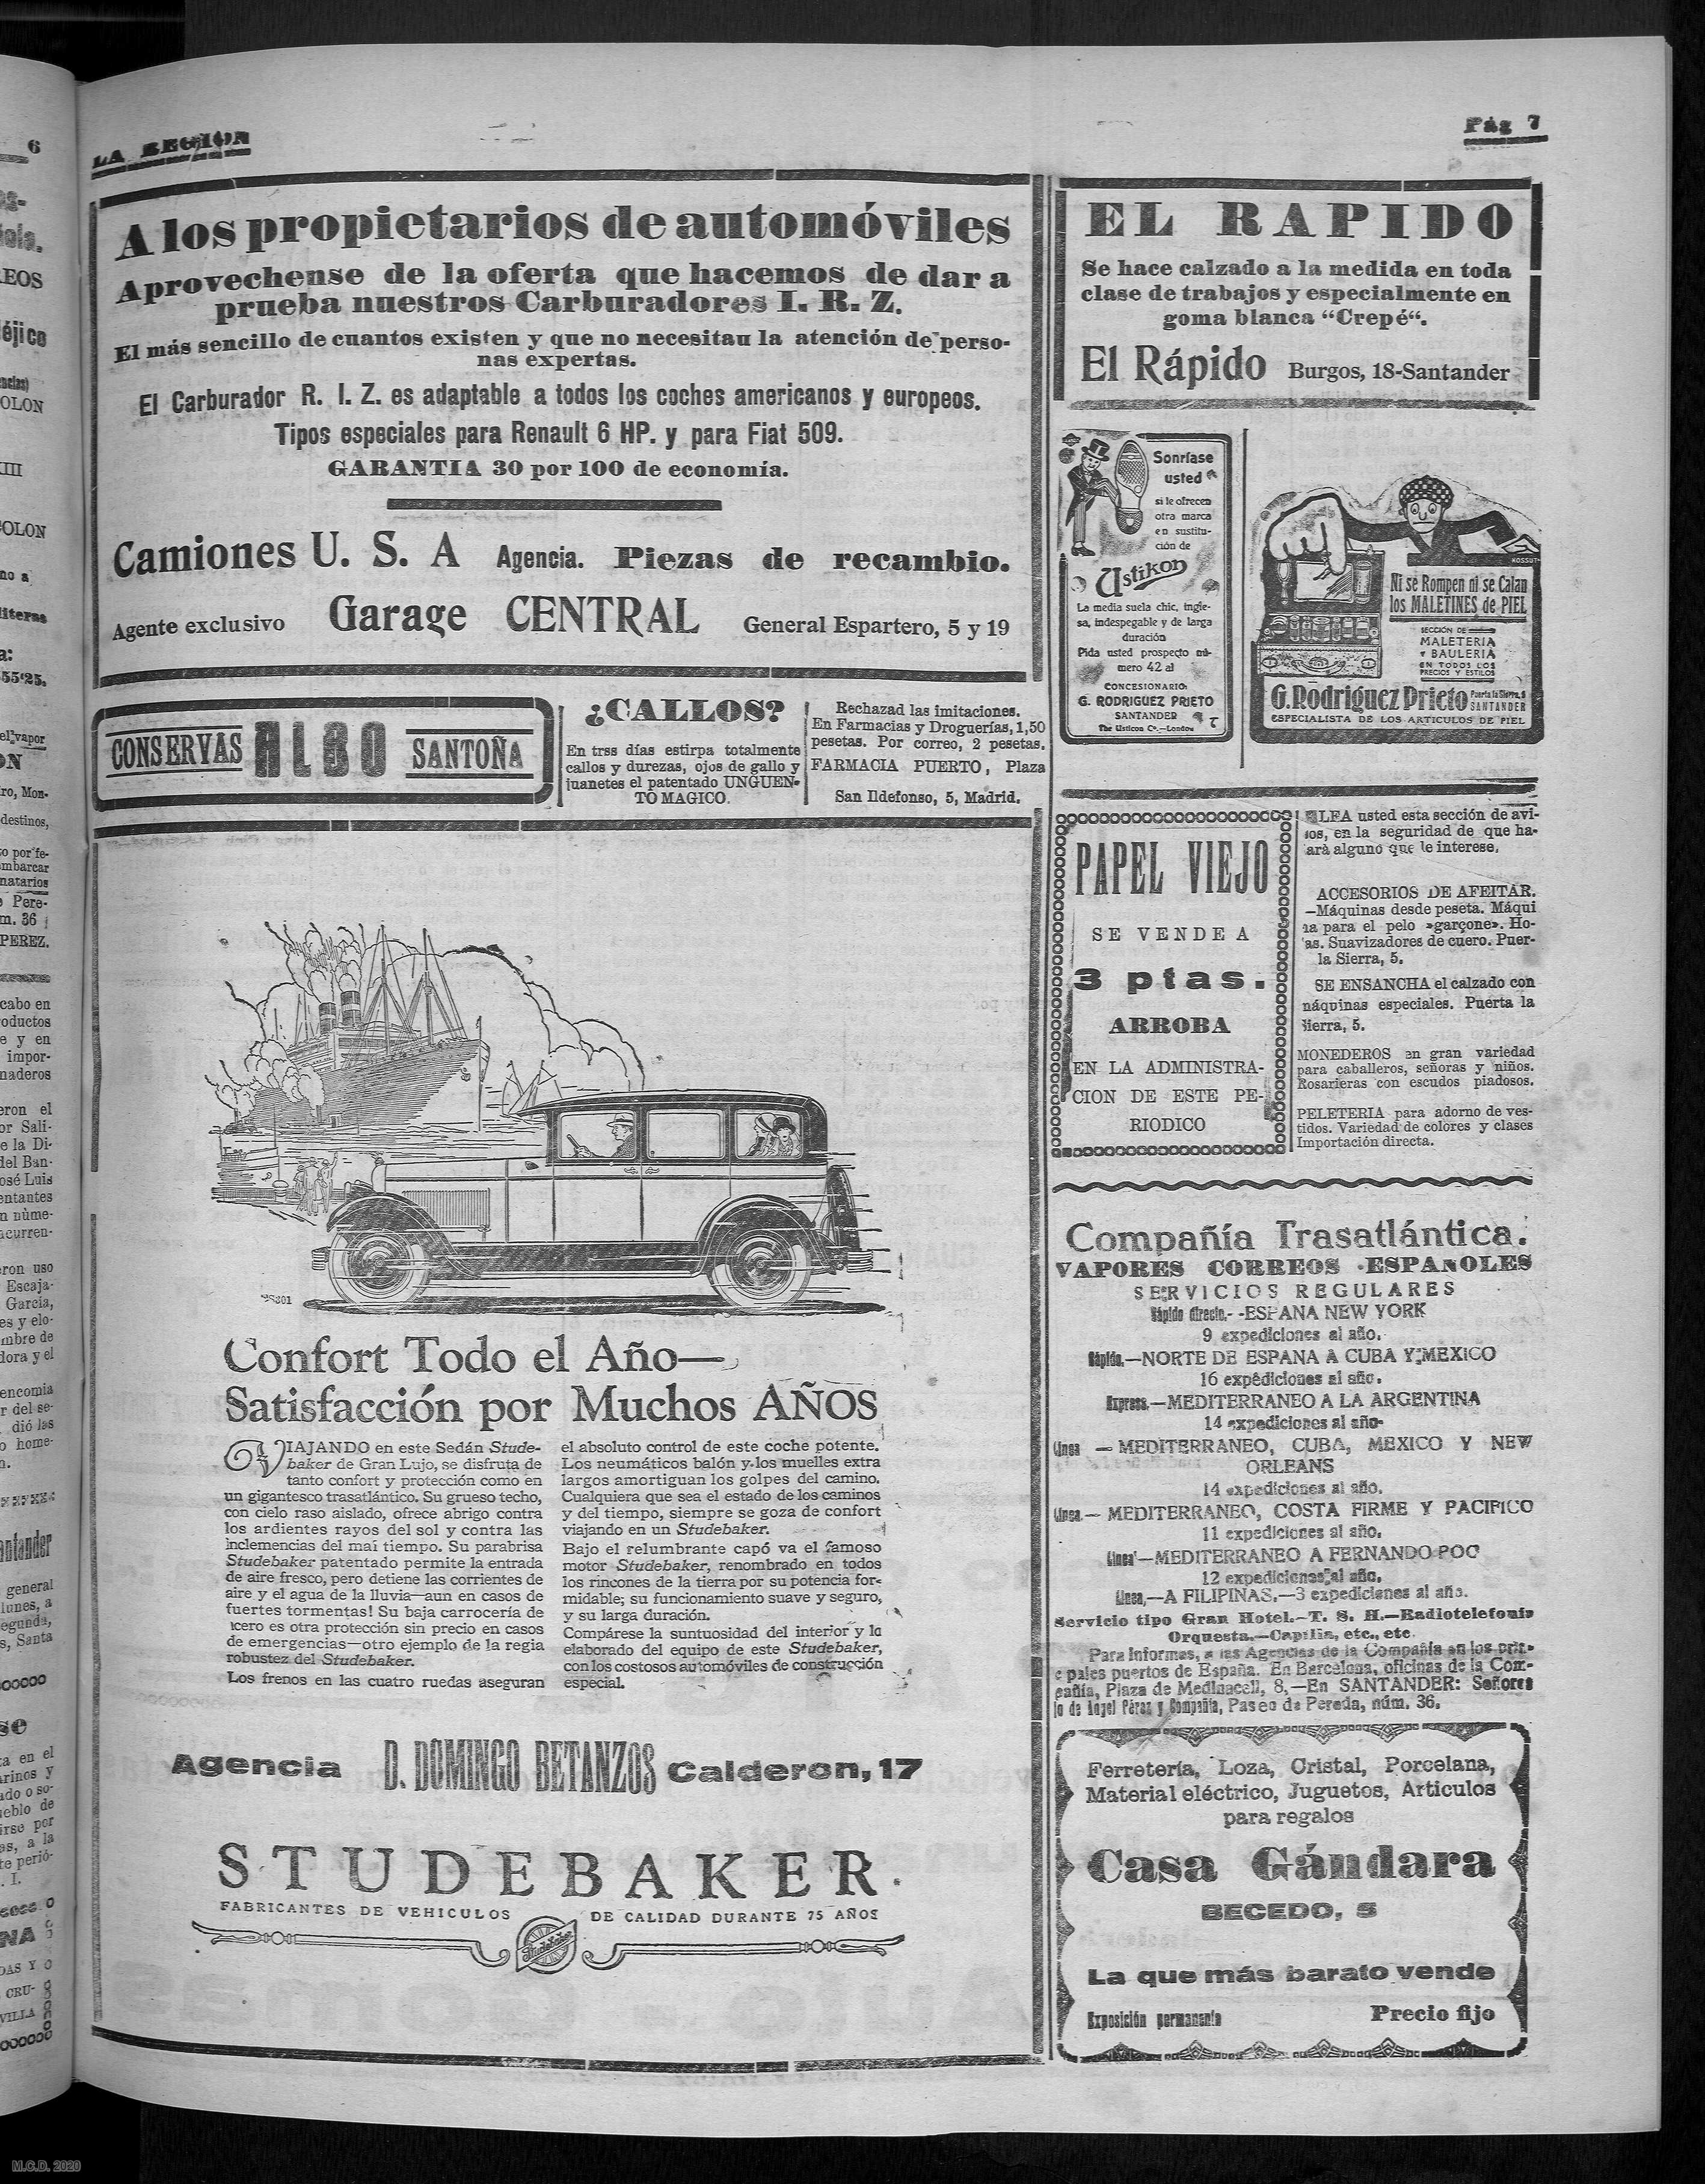 LA REGION
Pág 7
A los propietarios de automóviles
Aprovechense de la oferta que hacemos de dar a
prueba nuestros Carburadores I. R. Z.
El más sencillo de cuantos existen y que no necesitan la atención de perso-
nas expertas.
El Carburador R. I. Z. es adaptable a todos los coches americanos y europeos.
Tipos especiales para Renault 6 HP. y para Fiat 509.
GARANTIA 30 por 100 de economía.
Camiones U. S. A Agencia. Piezas de recambio.
Agente exclusivo Garage CENTRAL General Espartero, 5 y 19
CONSERVAS ALBO SANTOÑA
¿CALLOS?
En tres días estirpa totalmente
callos y durezas, ojos de gallo y
juanetes el patentado UNGUEN-
TO MAGICO.
Rechazad las imitaciones.
En Farmacias y Droguerías, 1,50
pesetas. Por correo, 2 pesetas.
FARMACIA PUERTO, Plaza
San Ildefonso, 5, Madrid.
PS301
Confort Todo el Año—
Satisfacción por Muchos AÑOS
VIAJANDO en este Sedán Stude-
baker de Gran Lujo, se disfruta de
tanto confort y protección como en
un gigantesco trasatlántico. Su grueso techo,
con cielo raso aislado, ofrece abrigo contra
los ardientes rayos del sol y contra las
inclemencias del mal tiempo. Su parabrisa
Studebaker patentado permite la entrada
de aire fresco, pero detiene las corrientes de
aire y el agua de la lluvia—aun en casos de
fuertes tormentas! Su baja carrocería de
acero es otra protección sin precio en casos
de emergencias—otro ejemplo de la regia
robustez del Studebaker.
Los frenos en las cuatro ruedas aseguran
el absoluto control de este coche potente.
Los neumáticos balón y los muelles extra
largos amortiguan los golpes del camino.
Cualquiera que sea el estado de los caminos
y del tiempo, siempre se goza de confort
viajando en un Studebaker.
Bajo el relumbrante capó va el famoso
motor Studebaker, renombrado en todos
los rincones de la tierra por su potencia for-
midable; su funcionamiento suave y seguro,
y su larga duración.
Compárese la suntuosidad del interior y lo
elaborado del equipo de este Studebaker,
con los costosos automóviles de construcción
especial.
Agencia D. DOMINGO BETANZOS Calderon, 17
STUDEBAKER.
FABRICANTES DE VEHICULOS DE CALIDAD DURANTE 75 AÑOS
Studebaker
EL RAPIDO
Se hace calzado a la medida en toda
clase de trabajos y especialmente en
goma blanca “Crepé“.
El Rápido Burgos, 18-Santander
Sonríase
usted
si le ofrecen
otra marca
en sustitu-
ción de
Ustikon
La media suela chic, ingle-
sa, indespegable y de larga
duración
Pida usted prospecto nú-
mero 42 al
CONCESIONARIO:
G. RODRIGUEZ PRIETO
SANTANDER
The Usticon Cº.—London
KOSSUT
Ni se Rompen ni se Calan
los MALETINES de PIEL
SECCIÓN DE
MALETERIA
Y BAULERIA
EN TODOS LOS
PRECIOS Y ESTILOS
G. Rodríguez Prieto Puerta la Sierra, 5
SANTANDER
ESPECIALISTA DE LOS ARTICULOS DE PIEL
PAPEL VIEJO
SE VENDE A
3 ptas.
ARROBA
EN LA ADMINISTRA-
CION DE ESTE PE-
RIODICO
LEA usted esta sección de avi-
sos, en la seguridad de que ha-
ará alguno que le interese.
ACCESORIOS DE AFEITAR.
—Máquinas desde peseta. Máqui
na para el pelo »garçone». Ho-
jas. Suavizadores de cuero. Puer-
la Sierra, 5.
SE ENSANCHA el calzado con
máquinas especiales. Puerta la
Sierra, 5.
MONEDEROS en gran variedad
para caballeros, señoras y niños.
Rosarieras con escudos piadosos.
PELETERIA para adorno de ves-
tidos. Variedad de colores y clases
Importación directa.
Compañía Trasatlántica.
VAPORES CORREOS ESPAÑOLES
SERVICIOS REGULARES
Rápido directo.—ESPAÑA NEW YORK
9 expediciones al año.
Rápido.—NORTE DE ESPAÑA A CUBA Y MEXICO
16 expediciones al año.
Express.—MEDITERRANEO A LA ARGENTINA
14 expediciones al año
Línea —MEDITERRANEO, CUBA, MEXICO Y NEW
ORLEANS
14 expediciones al año.
Línea.—MEDITERRANEO, COSTA FIRME Y PACIFICO
11 expediciones al año.
Línea —MEDITERRANEO A FERNANDO POO
12 expediciones al año.
Línea,—A FILIPINAS.—3 expediciones al año.
Servicio tipo Gran Hotel.—T. S. H.—Radiotelefonía
Orquesta.—Capilla, etc., etc.
Para informes, a las Agencias de la Compañía en los prin-
c pales puertos de España. En Barcelona, oficinas de la Com-
pañía, Plaza de Medinaceli, 8,—En SANTANDER: Señores
jo de Angel Pérez y Compañía, Paseo de Pereda, núm. 36.
Ferretería, Loza, Cristal, Porcelana,
Material eléctrico, Juguetos, Articulos
para regalos
Casa Gándara
BECEDO, 5
La que más barato vende
Exposición permanente Precio fijo
M.C.D. 2020